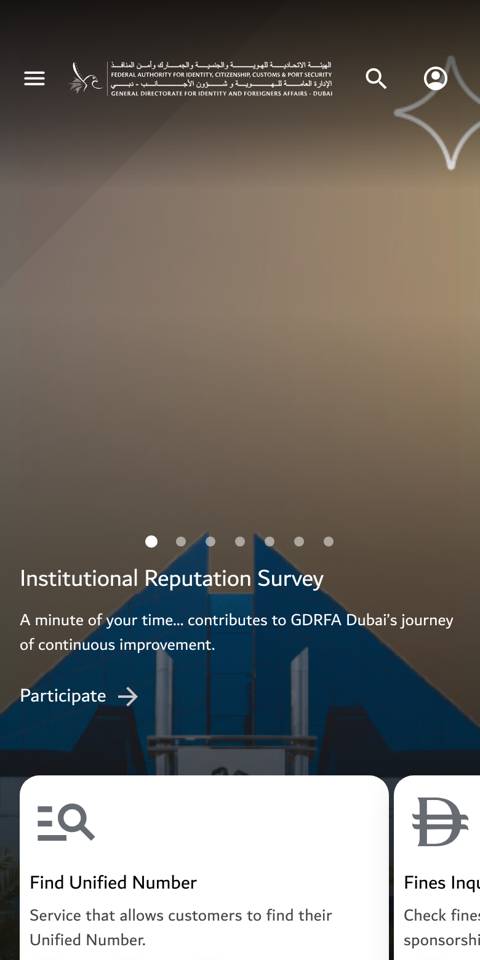 الهيئة الاتحادية للهوية والجنسية والجمارك وأمن المنافذ
FEDERAL AUTHORITY FOR IDENTITY, CITIZENSHIP, CUSTOMS & PORT SECURITY
الإدارة العامة للهوية و شؤون الأجانب - دبي
GENERAL DIRECTORATE FOR IDENTITY AND FOREIGNERS AFFAIRS - DUBAI
Institutional Reputation Survey
A minute of your time... contributes to GDRFA Dubai's journey
of continuous improvement.
Participate
Find Unified Number
Service that allows customers to find their
Unified Number.
Fines Inqu
Check fines
sponsorshi